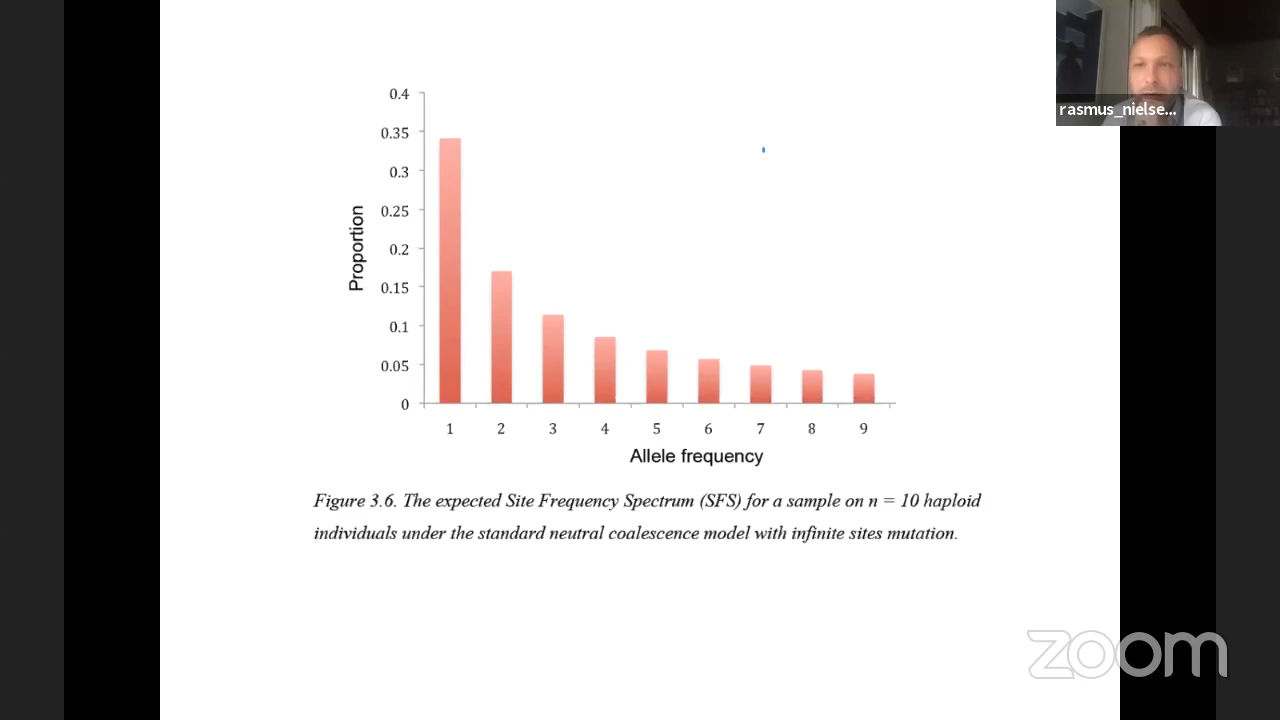 rasmus_nielse...
0.4
0.35
0.3
0.25
0.2
0.15
0.1
0.05
0
Proportion
1 2 3 4 5 6 7 8 9
Allele frequency
Figure 3.6. The expected Site Frequency Spectrum (SFS) for a sample on n = 10 haploid
individuals under the standard neutral coalescence model with infinite sites mutation.
zoom